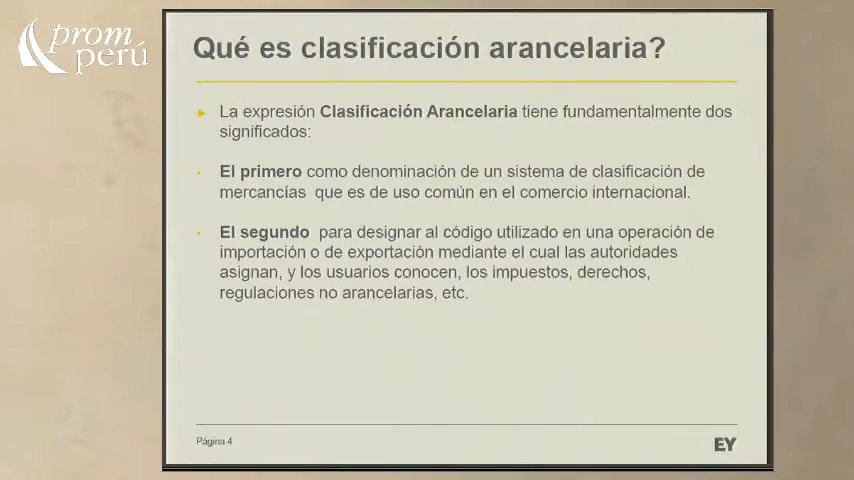 prom
perú
Qué es clasificación arancelaria?
La expresión Clasificación Arancelaria tiene fundamentalmente dos
significados:
El primero como denominación de un sistema de clasificación de
mercancías que es de uso común en el comercio internacional.
El segundo para designar al código utilizado en una operación de
importación o de exportación mediante el cual las autoridades
asignan, y los usuarios conocen, los impuestos, derechos,
regulaciones no arancelarias, etc.
Página 4
EY